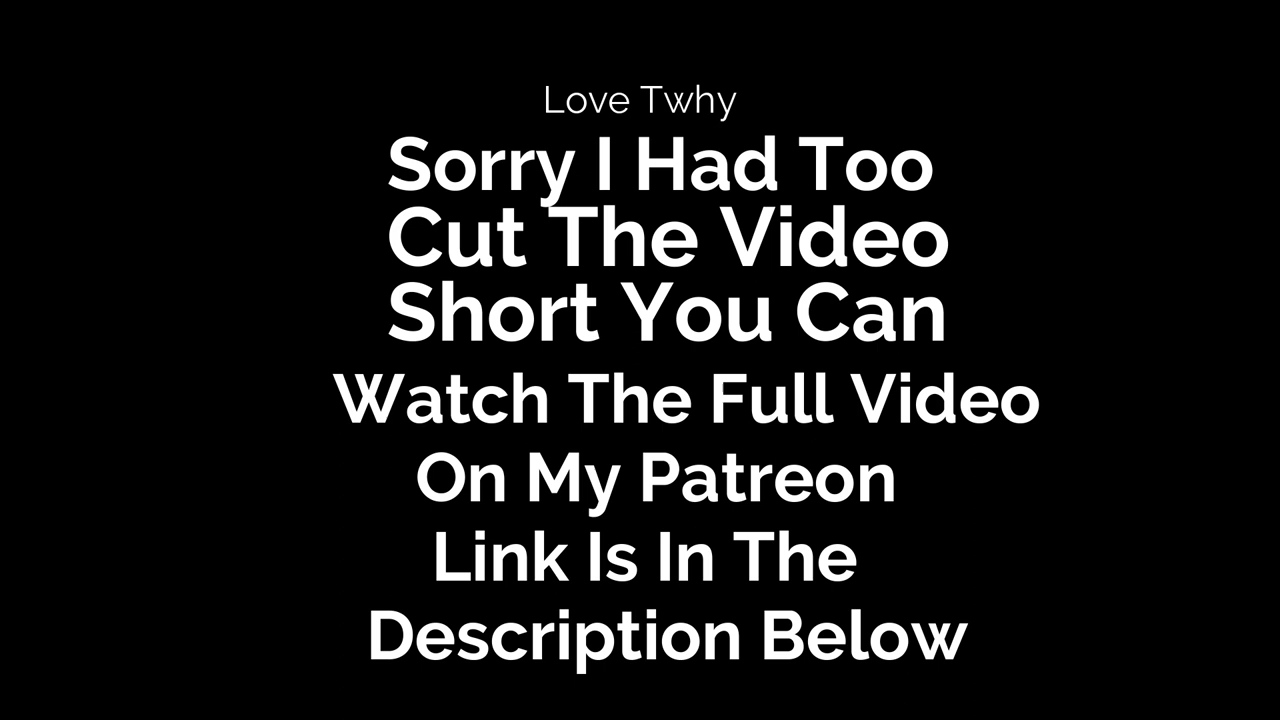 Love Twhy
Sorry I Had Too
Cut The Video
Short You Can
Watch The Full Video
On My Patreon
Link Is In The
Description Below